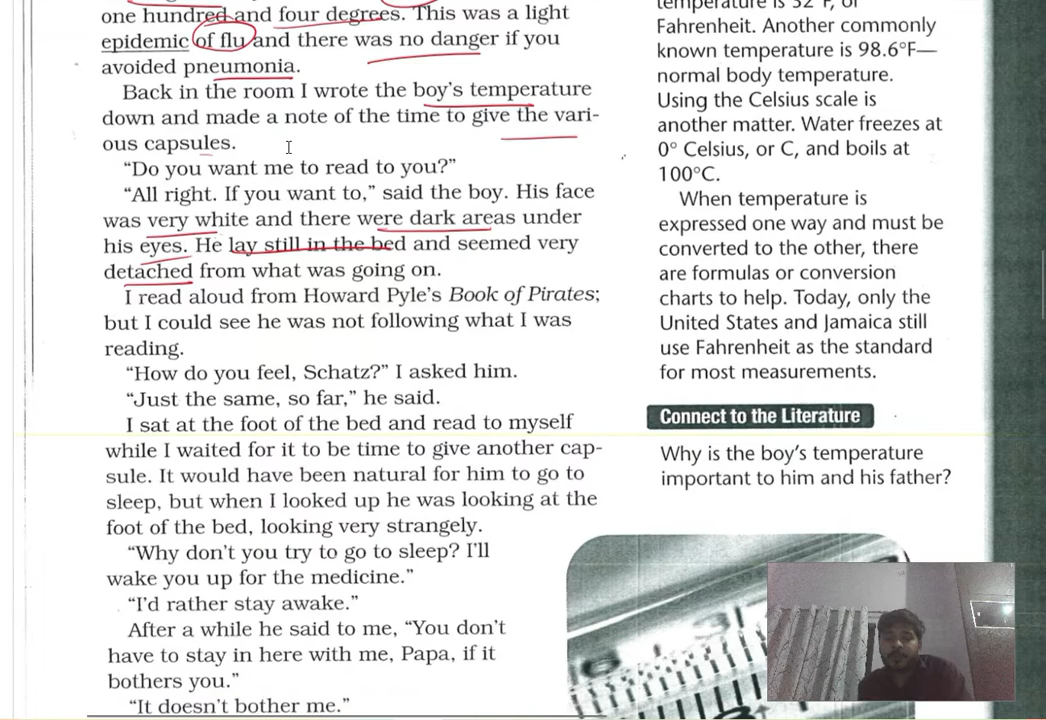 one hundred and four degrees. This was a light
epidemic of flu and there was no danger if you
avoided pneumonia.
Back in the room I wrote the boy's temperature
down and made a note of the time to give the vari-
ous capsules.
“Do you want me to read to you?”
“All right. If you want to,” said the boy. His face
was very white and there were dark areas under
his eyes. He lay still in the bed and seemed very
detached from what was going on.
I read aloud from Howard Pyle's Book of Pirates;
but I could see he was not following what I was
reading.
“How do you feel, Schatz?” I asked him.
“Just the same, so far,” he said.
I sat at the foot of the bed and read to myself
while I waited for it to be time to give another cap-
sule. It would have been natural for him to go to
sleep, but when I looked up he was looking at the
foot of the bed, looking very strangely.
“Why don't you try to go to sleep? I'll
wake you up for the medicine.”
“I'd rather stay awake.”
After a while he said to me, “You don't
have to stay in here with me, Papa, if it
bothers you.”
“It doesn't bother me.”
temperature is 32°F, or
Fahrenheit. Another commonly
known temperature is 98.6°F—
normal body temperature.
Using the Celsius scale is
another matter. Water freezes at
0° Celsius, or C, and boils at
100°C.
When temperature is
expressed one way and must be
converted to the other, there
are formulas or conversion
charts to help. Today, only the
United States and Jamaica still
use Fahrenheit as the standard
for most measurements.
Connect to the Literature
Why is the boy's temperature
important to him and his father?